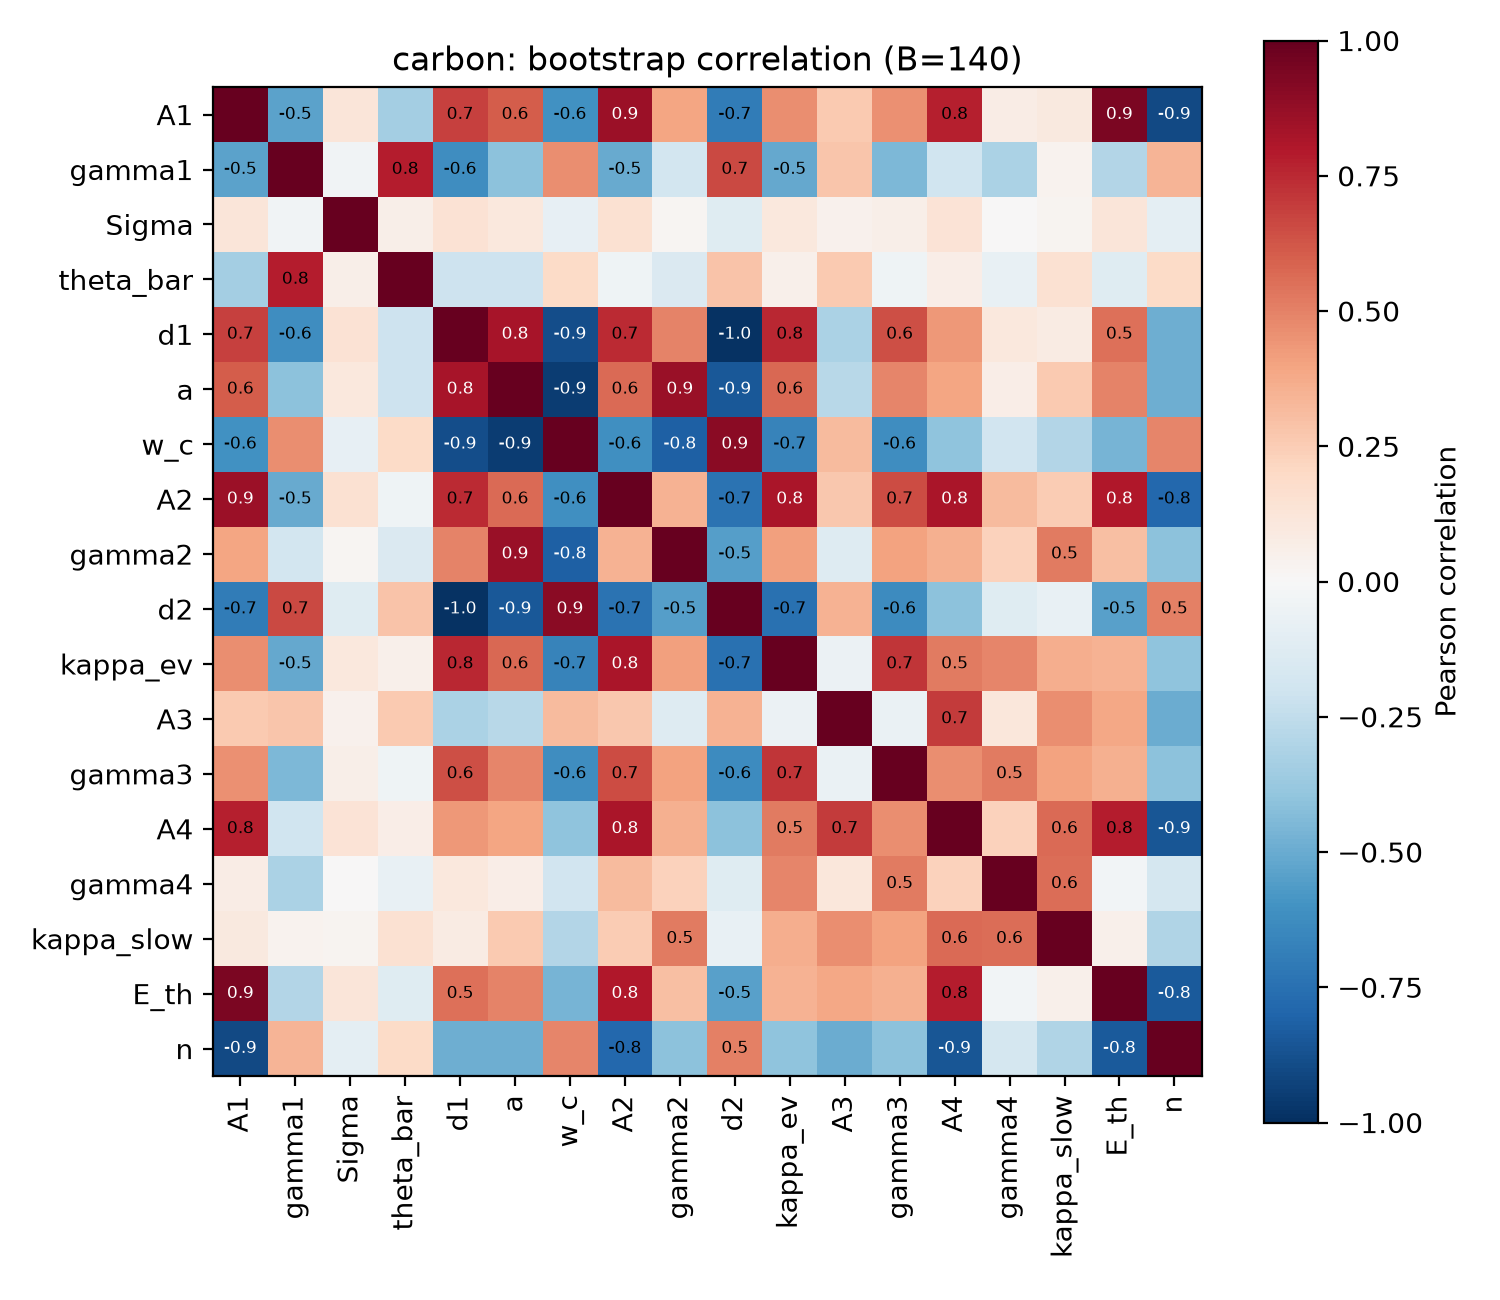 carbon: bootstrap correlation (B=140)
A1 -0.5 0.7 0.6 -0.6 0.9 -0.7 0.8 0.9 -0.9
gamma1 -0.5 0.8 -0.6 -0.5 0.7 -0.5
Sigma
theta_bar 0.8
d1 0.7 -0.6 0.8 -0.9 0.7 -1.0 0.8 0.6 0.5
a 0.6 0.8 -0.9 0.6 0.9 -0.9 0.6
w_c -0.6 -0.9 -0.9 -0.6 -0.8 0.9 -0.7 -0.6
A2 0.9 -0.5 0.7 0.6 -0.6 -0.7 0.8 0.7 0.8 0.8 -0.8
gamma2 0.9 -0.8 -0.5 0.5
d2 -0.7 0.7 -1.0 -0.9 0.9 -0.7 -0.5 -0.7 -0.6 -0.5 0.5
kappa_ev -0.5 0.8 0.6 -0.7 0.8 -0.7 0.7 0.5
A3 0.7
gamma3 0.6 -0.6 0.7 -0.6 0.7 0.5
A4 0.8 0.8 0.5 0.7 0.6 0.8 -0.9
gamma4 0.5 0.6
kappa_slow 0.5 0.6 0.6
E_th 0.9 0.5 0.8 -0.5 0.8 -0.8
n -0.9 -0.8 0.5 -0.9 -0.8
A1 gamma1 Sigma theta_bar d1 a w_c A2 gamma2 d2 kappa_ev A3 gamma3 A4 gamma4 kappa_slow E_th n
1.00
0.75
0.50
0.25
0.00
−0.25
−0.50
−0.75
−1.00
Pearson correlation